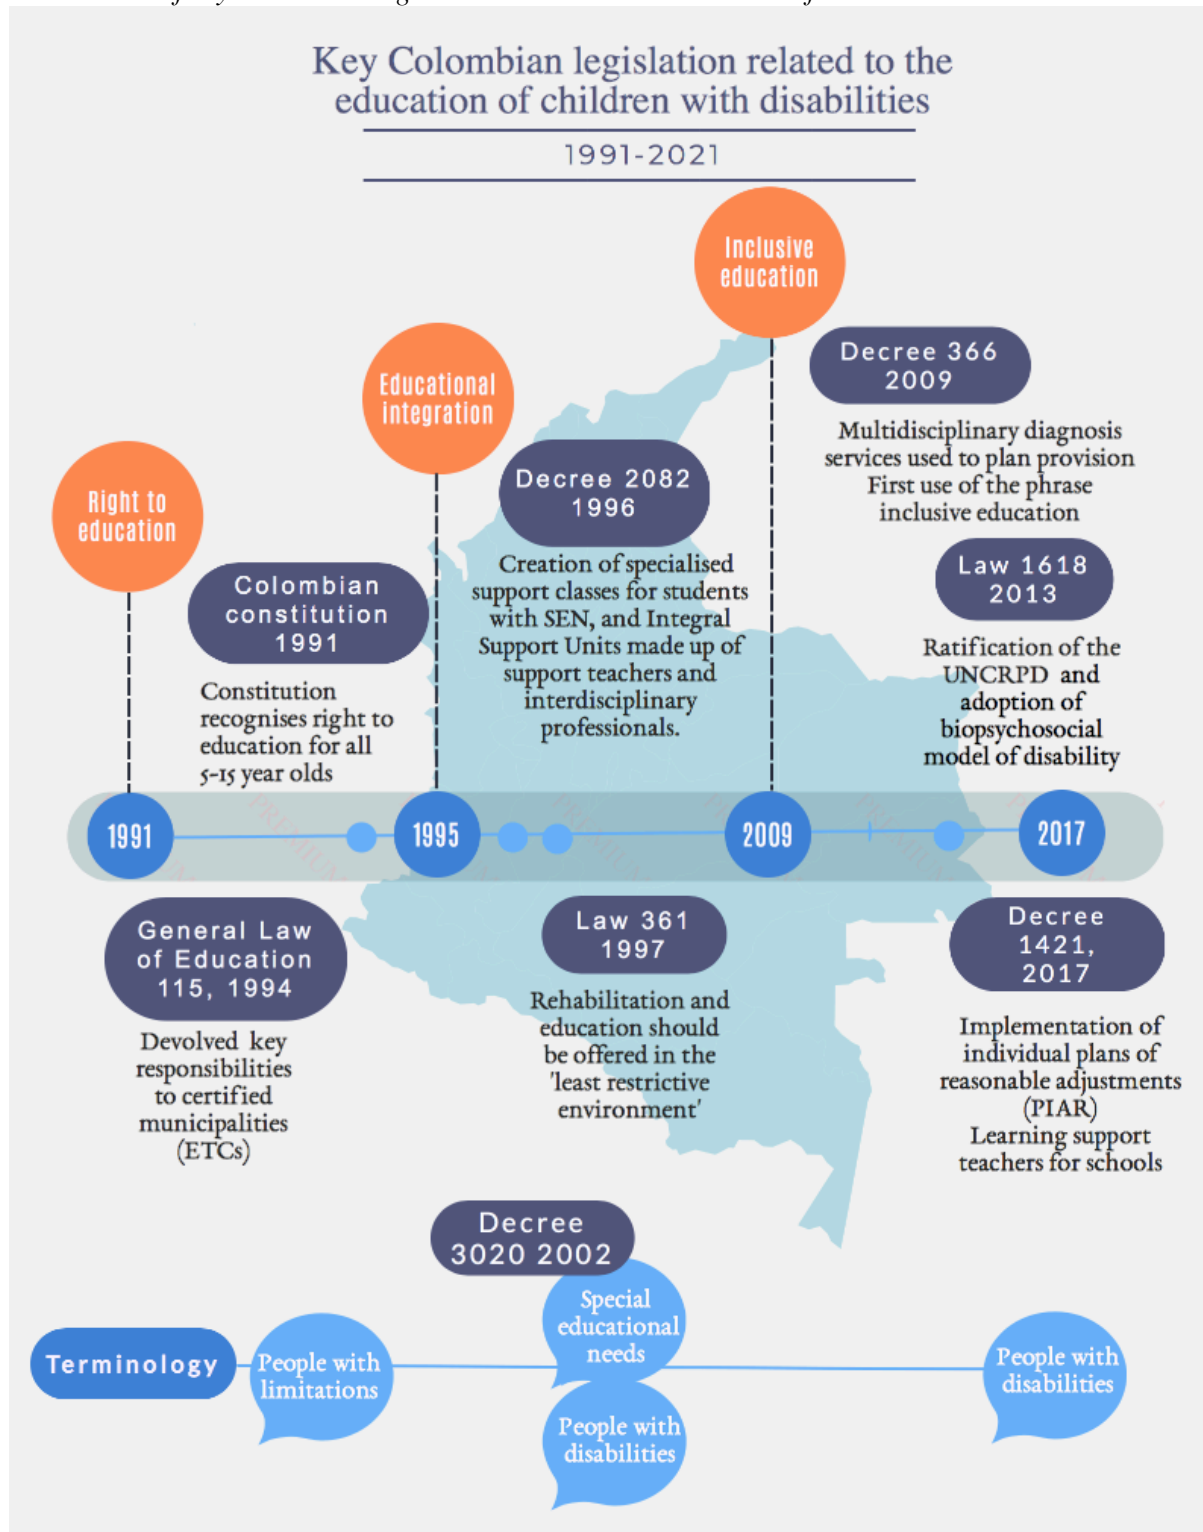 Key Colombian legislation related to the
education of children with disabilities
1991-2021
Inclusive
education
Decree 366
2009
Multidisciplinary diagnosis
services used to plan provision
First use of the phrase
inclusive education
Educational
integration
Decree 2082
1996
Creation of specialised
support classes for students
with SEN, and Integral
Support Units made up of
support teachers and
interdisciplinary
professionals.
Right to
education
Colombian
constitution
1991
Constitution
recognises right to
education for all
5-15 year olds
Law 1618
2013
Ratification of the
UNCRPD and
adoption of
biopsychosocial
model of disability
1991
1995
2009
2017
PREMIUM
PREMIUM
PREMIUM
PREMIUM
General Law
of Education
115, 1994
Devolved key
responsibilities
to certified
municipalities
(ETCs)
Law 361
1997
Rehabilitation and
education should
be offered in the
'least restrictive
environment'
Decree
1421,
2017
Implementation of
individual plans of
reasonable adjustments
(PIAR)
Learning support
teachers for schools
Decree
3020 2002
Special
educational
needs
Terminology
People with
limitations
People with
disabilities
People with
disabilities